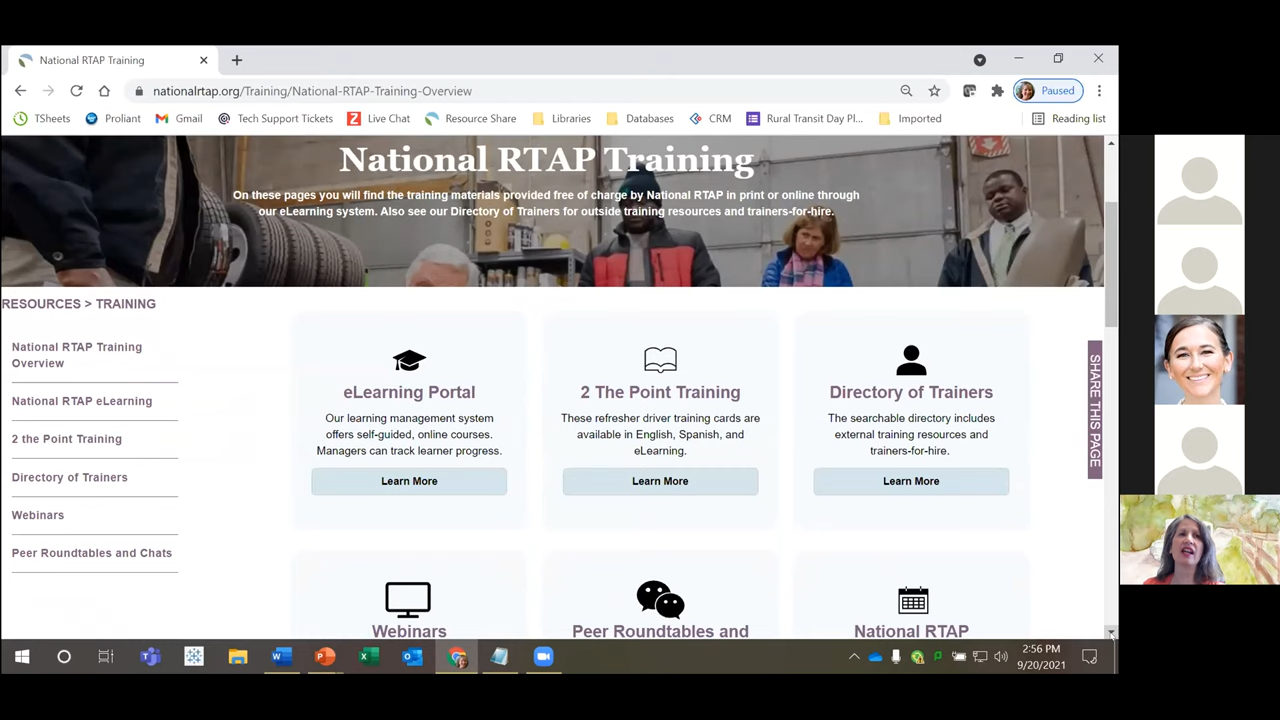 National RTAP Training
nationalrtap.org/Training/National-RTAP-Training-Overview
Paused
TSheets
Proliant
Gmail
Tech Support Tickets
Live Chat
Resource Share
Libraries
Databases
CRM
Rural Transit Day Pl...
Imported
Reading list
National RTAP Training
On these pages you will find the training materials provided free of charge by National RTAP in print or online through
our eLearning system. Also see our Directory of Trainers for outside training resources and trainers-for-hire.
RESOURCES > TRAINING
National RTAP Training
Overview
National RTAP eLearning
2 the Point Training
Directory of Trainers
Webinars
Peer Roundtables and Chats
eLearning Portal
Our learning management system
offers self-guided, online courses.
Managers can track learner progress.
Learn More
2 The Point Training
These refresher driver training cards are
available in English, Spanish, and
eLearning.
Learn More
Directory of Trainers
The searchable directory includes
external training resources and
trainers-for-hire.
Learn More
Webinars
Peer Roundtables and
National RTAP
SHARE THIS PAGE
2:56 PM
9/20/2021